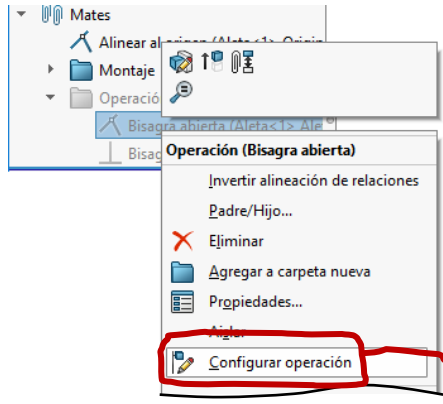 Mates
Alinear al origen (Aleta<1>, Origin
Montaje
Operació
Bisagra abierta (Aleta<1>, Ale
Bisag
Operación (Bisagra abierta)
Invertir alineación de relaciones
Padre/Hijo...
Eliminar
Agregar a carpeta nueva
Propiedades...
Aislar
Configurar operación